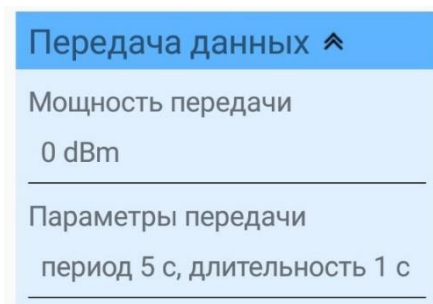 Передача данных
Мощность передачи
0 dBm
Параметры передачи
период 5 с, длительность 1 с